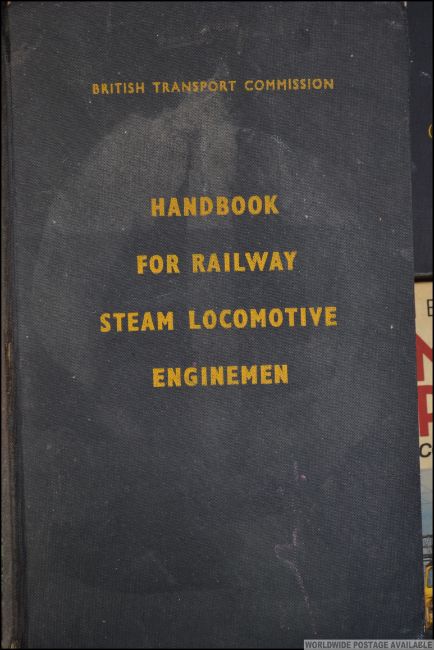 BRITISH TRANSPORT COMMISSION
HANDBOOK
FOR RAILWAY
STEAM LOCOMOTIVE
ENGINEMEN
WORLDWIDE POSTAGE AVAILABLE